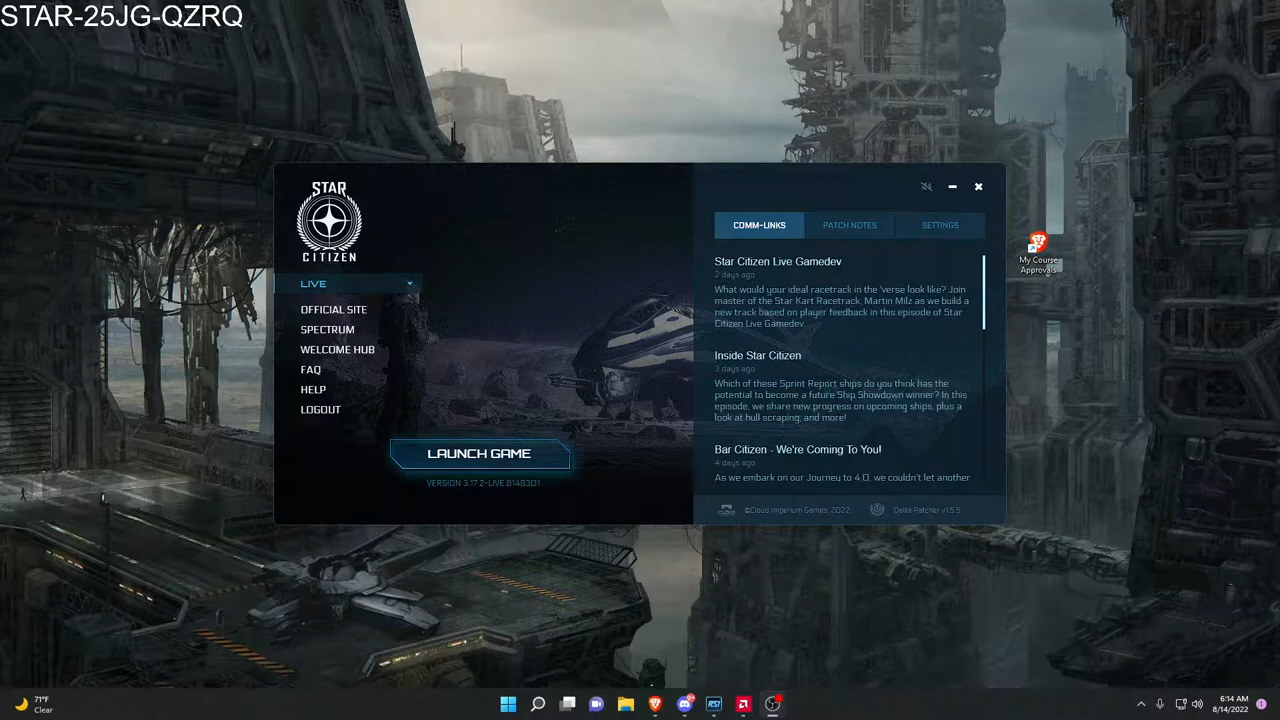 STAR-25JG-QZRQ
STAR
CITIZEN
LIVE
OFFICIAL SITE
SPECTRUM
WELCOME HUB
FAQ
HELP
LOGOUT
LAUNCH GAME
VERSION 3.17.2-LIVE.8148301
COMM-LINKS
PATCH NOTES
SETTINGS
Star Citizen Live Gamedev
2 days ago
What would your ideal racetrack in the 'verse look like? Join
master of the Star Kart Racetrack, Martin Milz as we build a
new track based on player feedback in this episode of Star
Citizen Live Gamedev.
Inside Star Citizen
3 days ago
Which of these Sprint Report ships do you think has the
potential to become a future Ship Showdown winner? In this
episode, we share new progress on upcoming ships, plus a
look at hull scraping, and more!
Bar Citizen - We're Coming To You!
4 days ago
As we embark on our Journey to 4.0, we couldn't let another
CLOUD
©Cloud Imperium Games, 2022
Delta Patcher v1.5.5
My Course
Approvals
71°F
Clear
9+
RSI
6:14 AM
8/14/2022
1